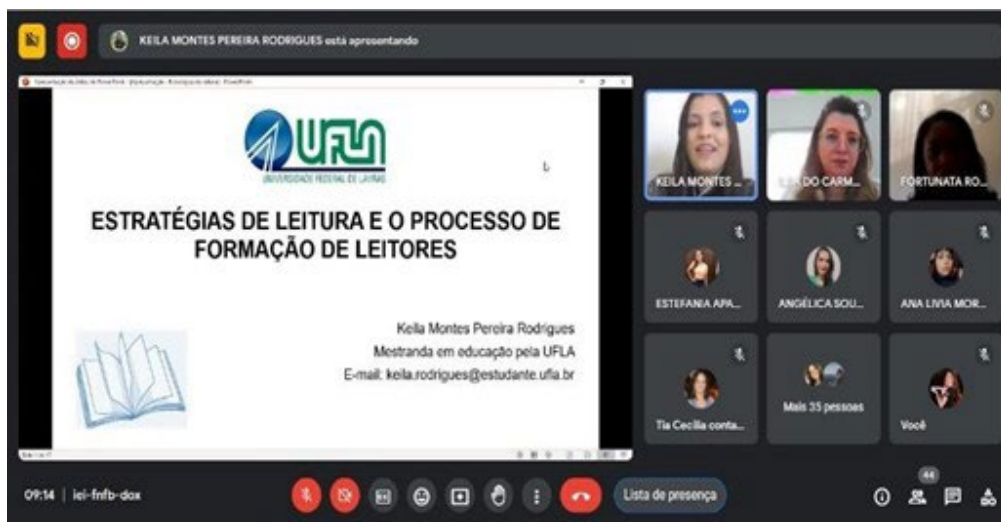 KEILA MONTES PEREIRA RODRIGUES está apresentando
UFLA
UNIVERSIDADE FEDERAL DE LAVRAS
ESTRATÉGIAS DE LEITURA E O PROCESSO DE
FORMAÇÃO DE LEITORES
Keila Montes Pereira Rodrigues
Mestranda em educação pela UFLA
E-mail: keila.rodrigues@estudante.ufla.br
KEILA MONTES ...
DO CARM...
FORTUNATA RO...
ESTEFANIA APA...
ANGÉLICA SOU...
ANA LIVIA MOR...
Tia Cecília conta...
Mais 35 pessoas
Você
09:14 | iei-fnfb-dox
Lista de presença
44